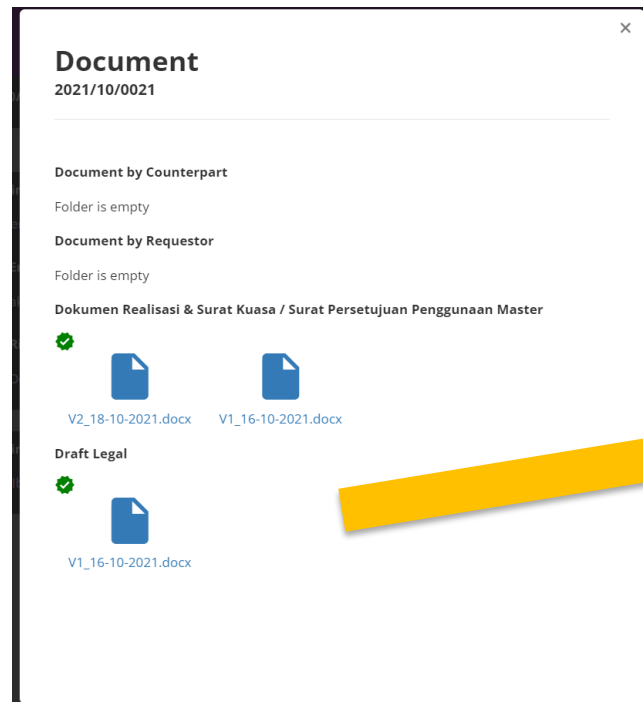 ×
Document
2021/10/0021
Document by Counterpart
Folder is empty
Document by Requestor
Folder is empty
Dokumen Realisasi & Surat Kuasa / Surat Persetujuan Penggunaan Master
V2_18-10-2021.docx V1_16-10-2021.docx
Draft Legal
V1_16-10-2021.docx